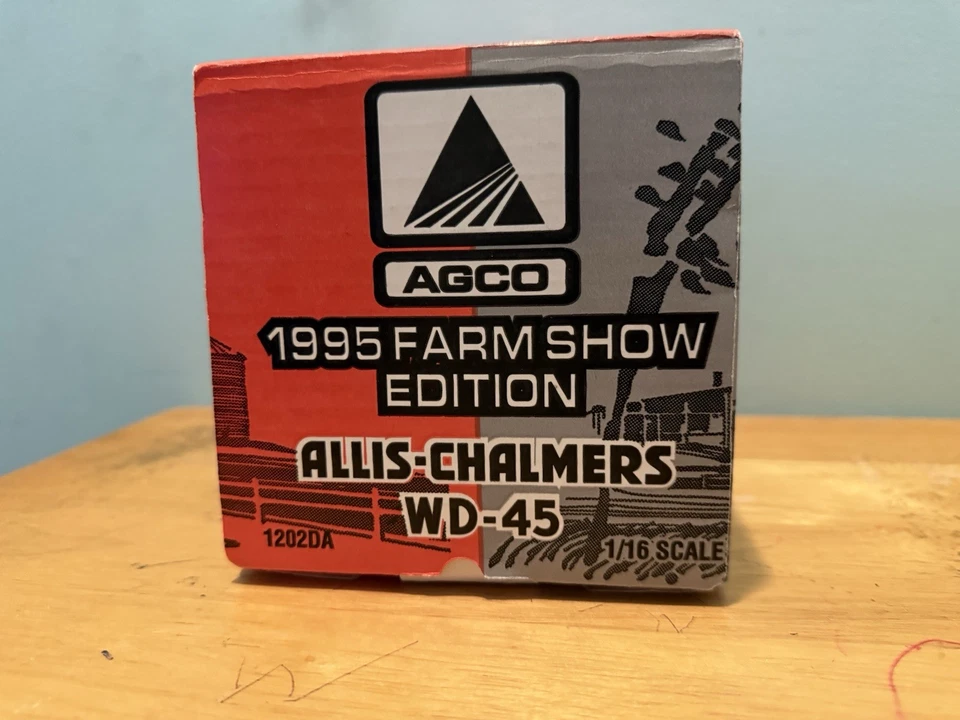 AGCO
1995 FARM SHOW
EDITION
ALLIS-CHALMERS
WD-45
1202DA
1/16 SCALE